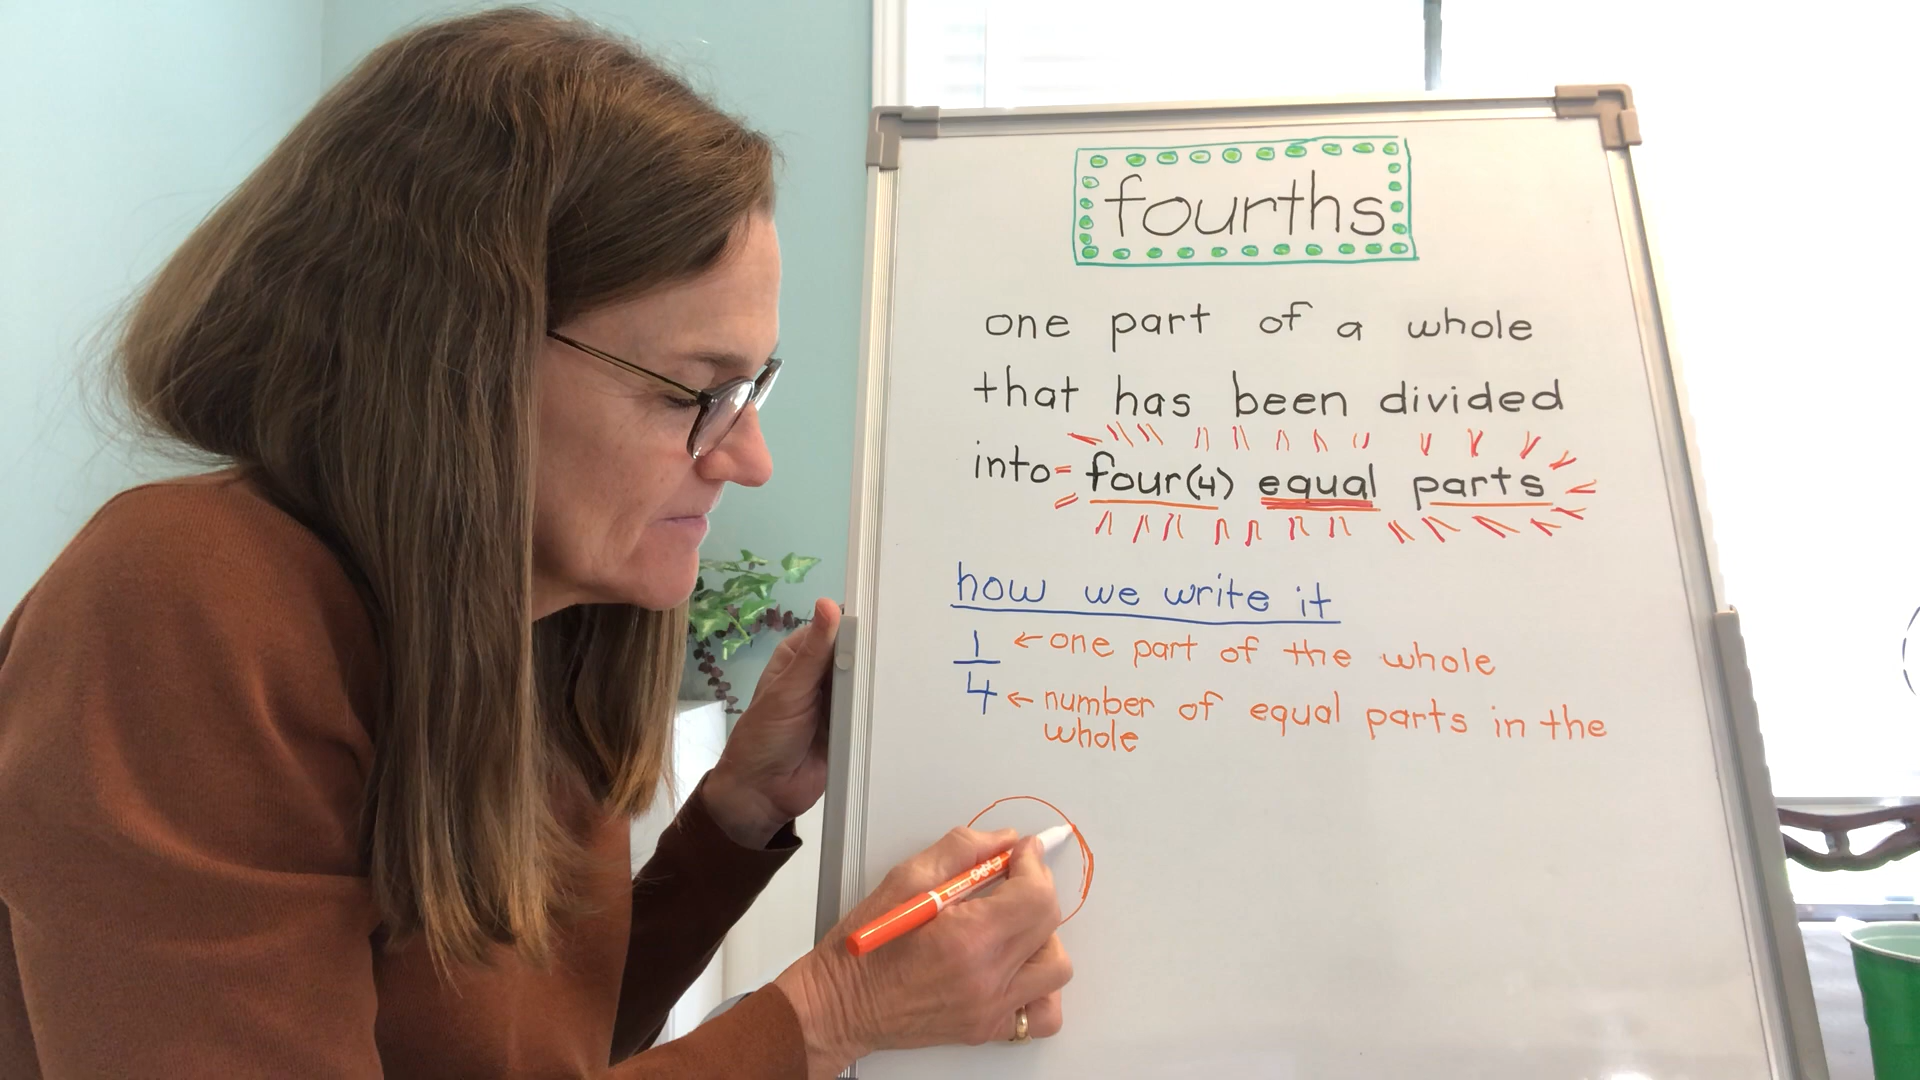 fourths
one part of a whole
that has been divided
into four(4) equal parts
how we write it
1 ← one part of the whole
4 ← number of equal parts in the
whole
EXPO